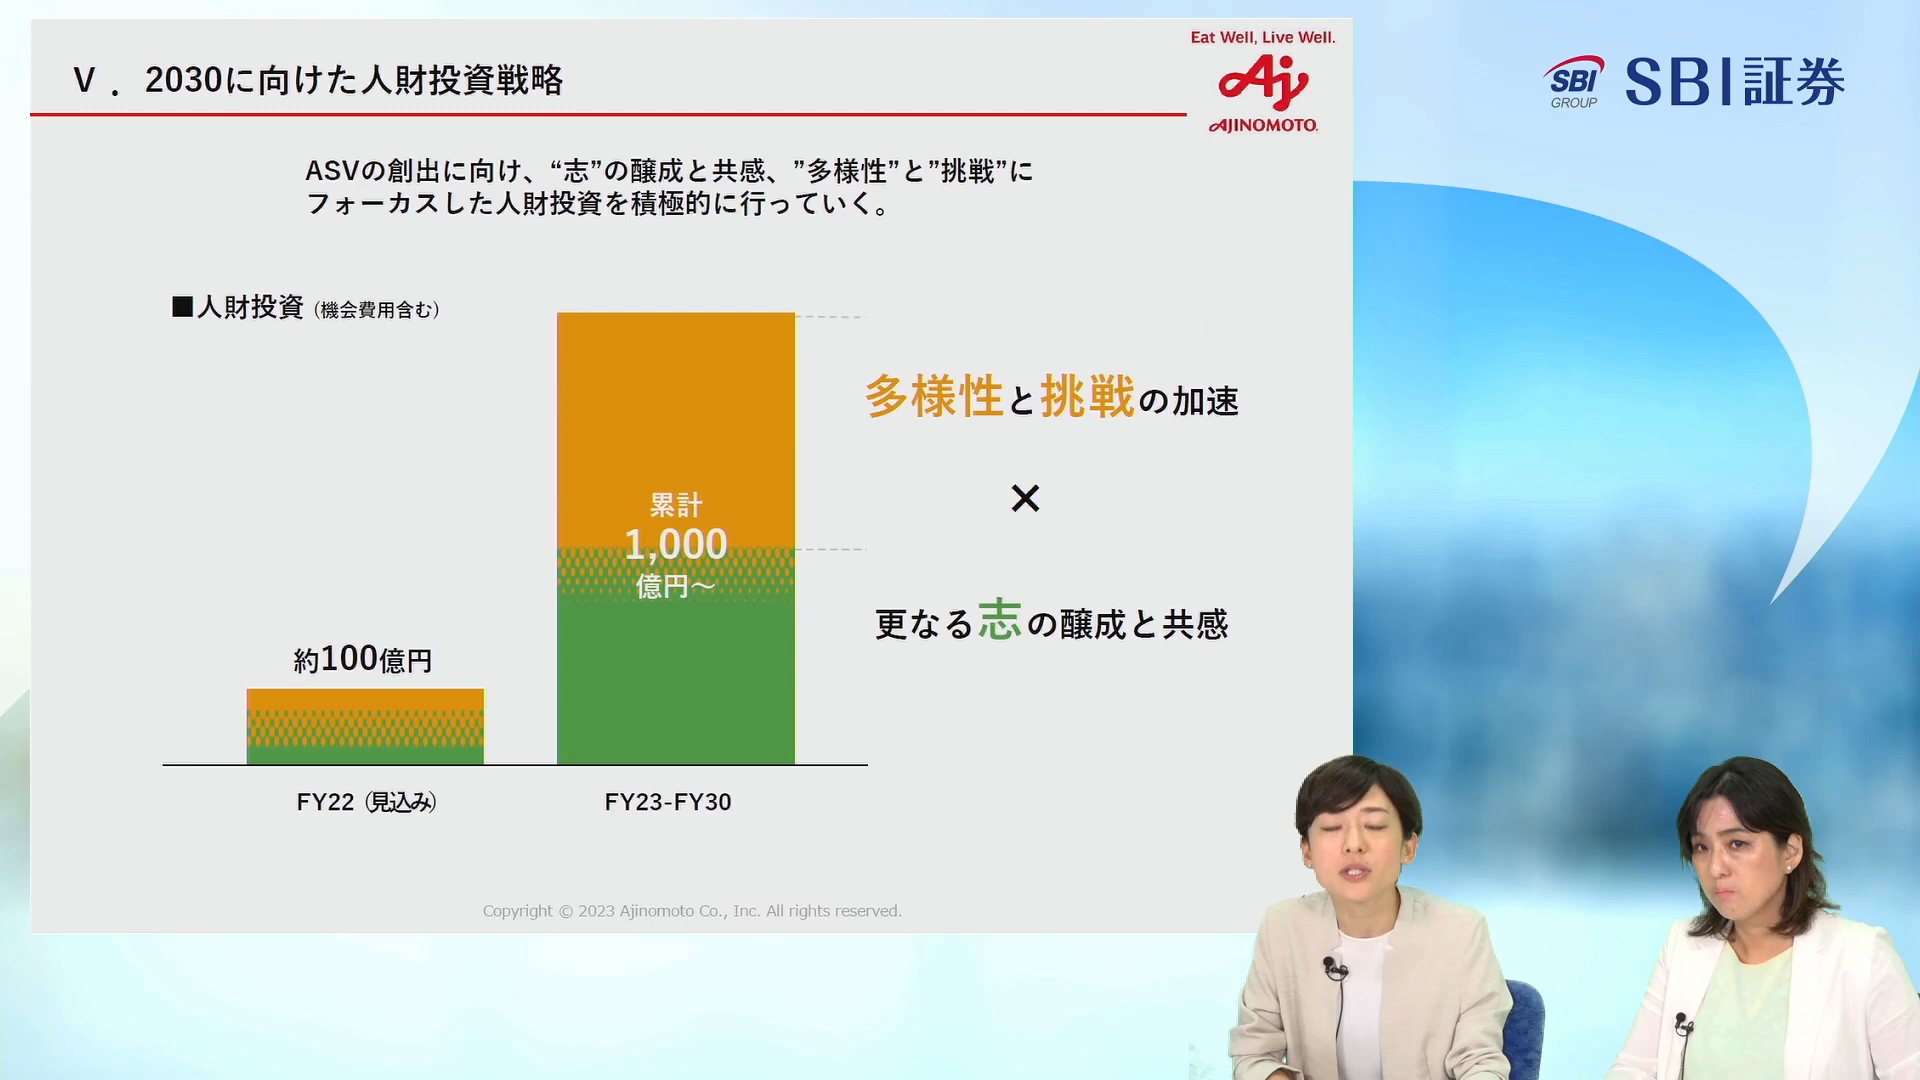 Ⅴ．2030に向けた人財投資戦略
Eat Well, Live Well.
Aj
AJINOMOTO
SBI
GROUP
SBI証券
ASVの創出に向け、“志”の醸成と共感、”多様性”と”挑戦”に
フォーカスした人財投資を積極的に行っていく。
■人財投資（機会費用含む）
約100億円
累計
1,000
億円～
多様性と挑戦の加速
×
更なる志の醸成と共感
FY22（見込み）
FY23-FY30
Copyright © 2023 Ajinomoto Co., Inc. All rights reserved.